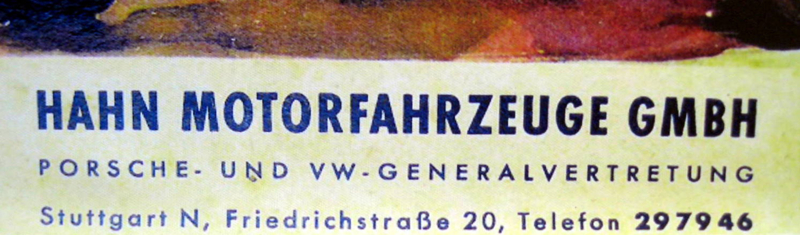 HAHN MOTORFAHRZEUGE GMBH
PORSCHE- UND VW-GENERALVERTRETUNG
Stuttgart N, Friedrichstraße 20, Telefon 297946